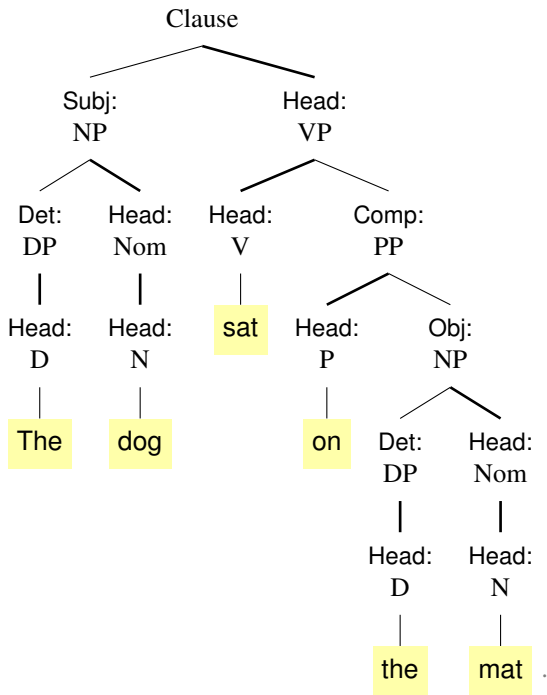 Clause
Subj: Head:
NP VP
Det: Head: Head: Comp:
DP Nom V PP
Head: Head: sat Head: Obj:
D N P NP
The dog on Det: Head:
DP Nom
Head: Head:
D N
the mat .